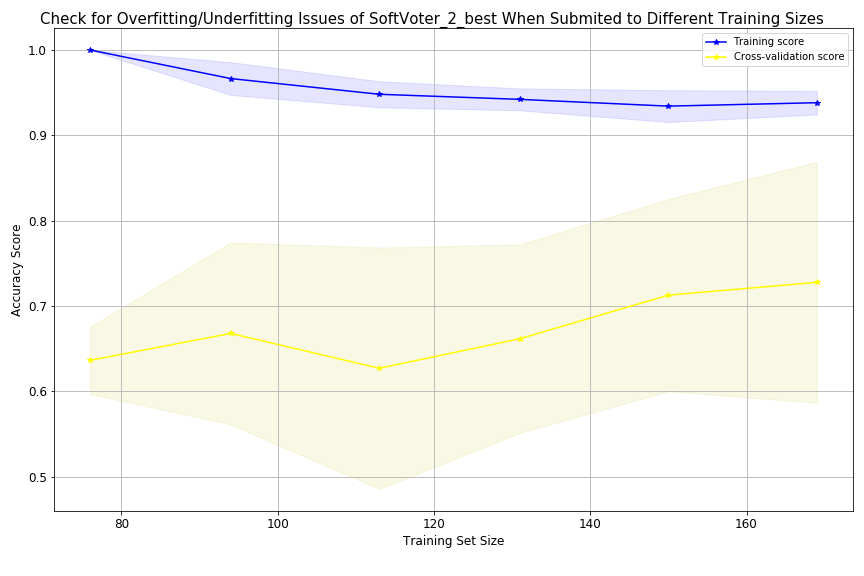 Check for Overfitting/Underfitting Issues of SoftVoter_2_best When Submited to Different Training Sizes
Training score
Cross-validation score
1.0
0.9
0.8
0.7
0.6
0.5
Accuracy Score
80
100
120
140
160
Training Set Size